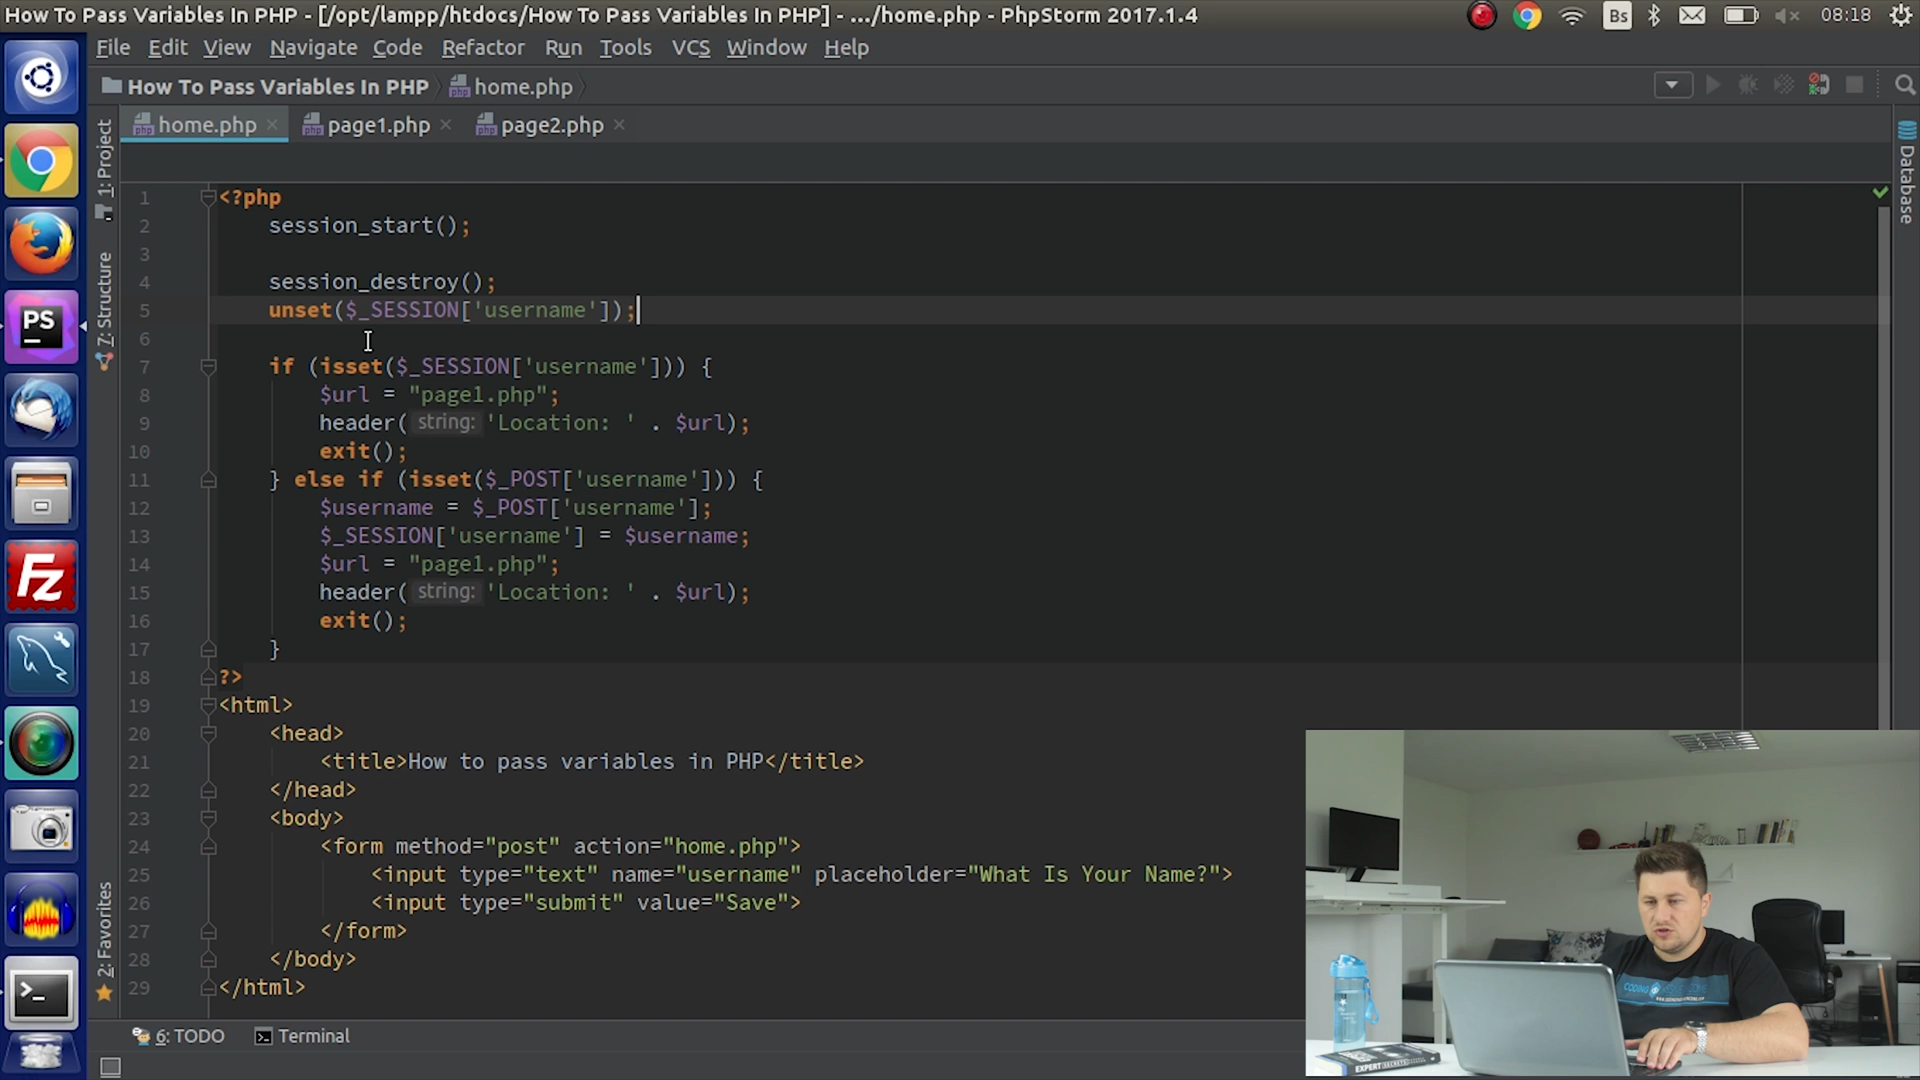 How To Pass Variables In PHP - [/opt/lampp/htdocs/How To Pass Variables In PHP] - .../home.php - PhpStorm 2017.1.4
Bs
08:18
File Edit View Navigate Code Refactor Run Tools VCS Window Help
How To Pass Variables In PHP home.php
home.php page1.php page2.php
1: Project
7: Structure
2: Favorites
Database
PS
Fz
1 <?php
2 session_start();
3
4 session_destroy();
5 unset($_SESSION['username']);
6
7 if (isset($_SESSION['username'])) {
8 $url = "page1.php";
9 header( string: 'Location: ' . $url);
10 exit();
11 } else if (isset($_POST['username'])) {
12 $username = $_POST['username'];
13 $_SESSION['username'] = $username;
14 $url = "page1.php";
15 header( string: 'Location: ' . $url);
16 exit();
17 }
18 ?>
19 <html>
20 <head>
21 <title>How to pass variables in PHP</title>
22 </head>
23 <body>
24 <form method="post" action="home.php">
25 <input type="text" name="username" placeholder="What Is Your Name?">
26 <input type="submit" value="Save">
27 </form>
28 </body>
29 </html>
6: TODO Terminal
CODING
EXPERT SECRETS